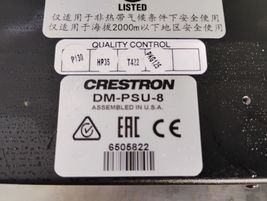 LISTED
仅适用于非热带气候条件下安全使用
仅适用于海拔2000m以下地区安全使用
QUALITY CONTROL
P130 HP35 T422
CRESTRON
DM-PSU-8
ASSEMBLED IN U.S.A.
EAC
6505822